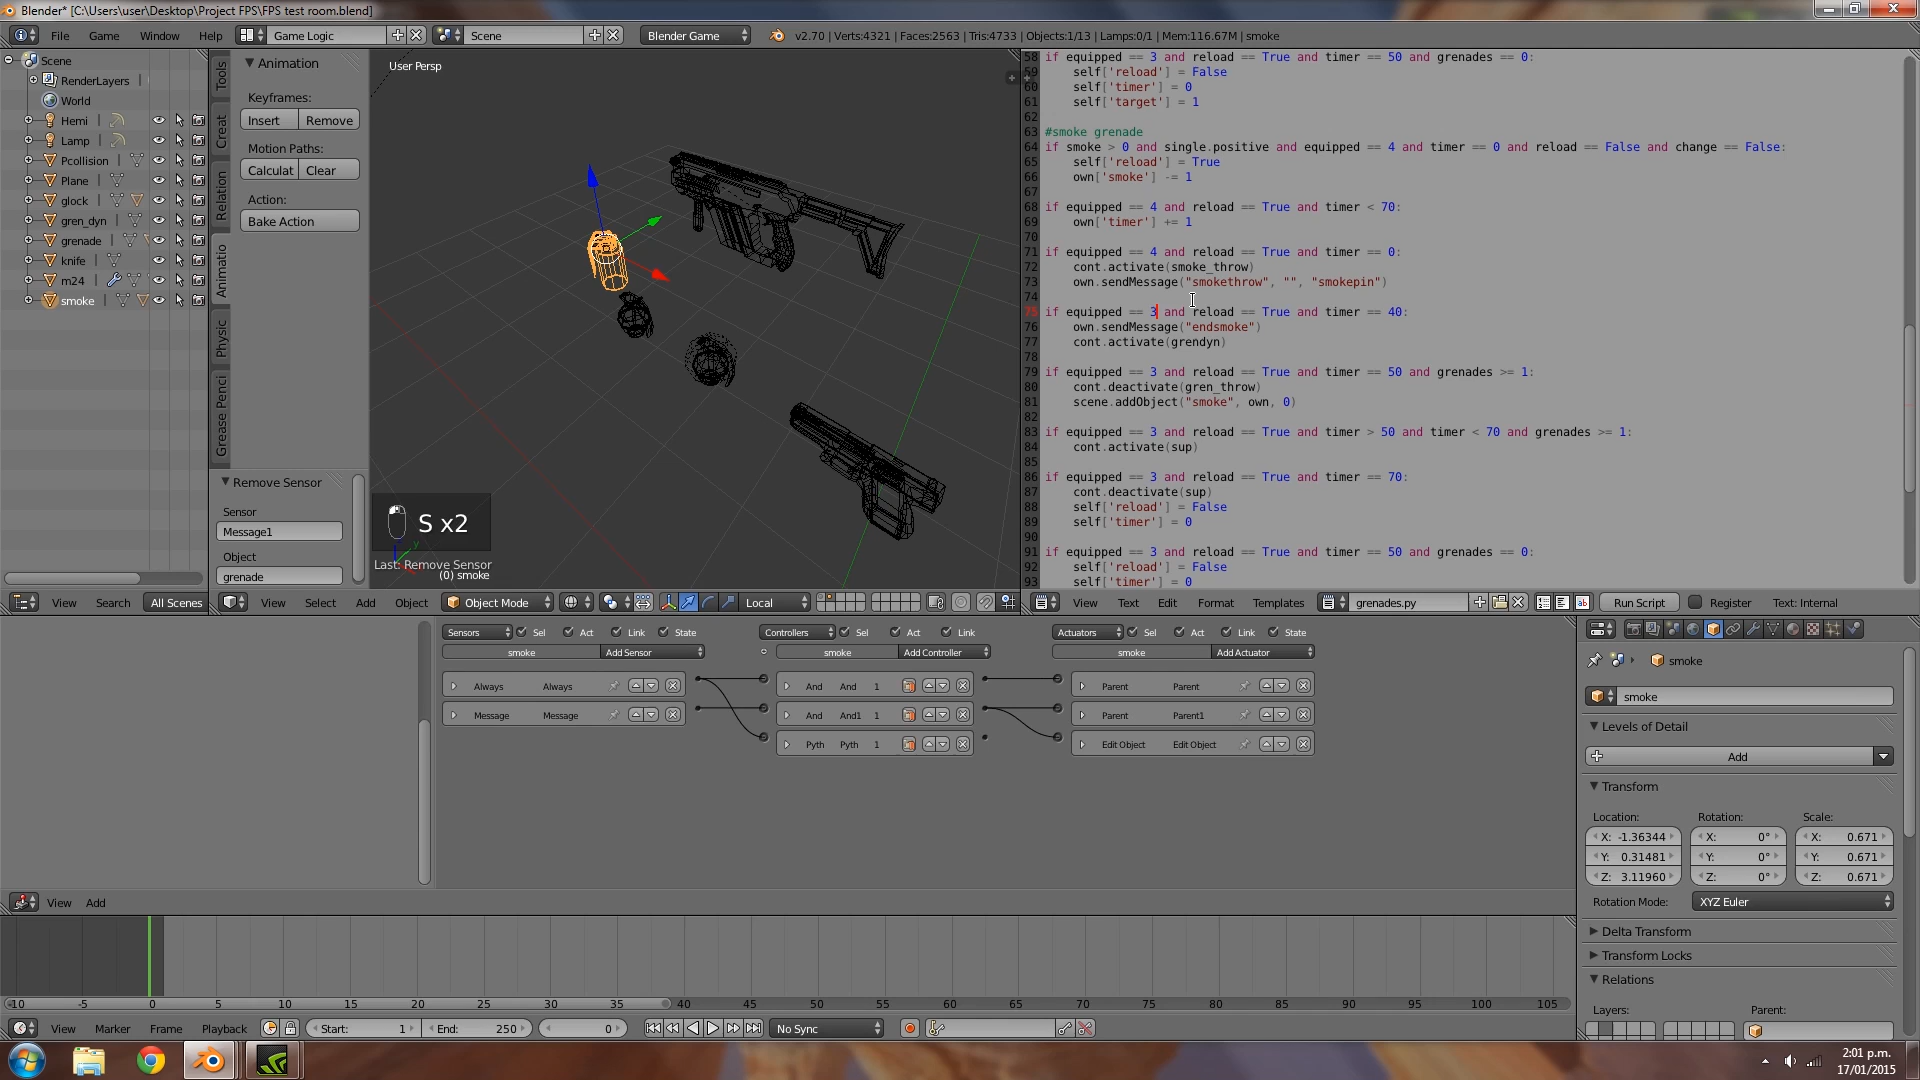 Blender* [C:\Users\user\Desktop\Project FPS\FPS test room.blend]
File Game Window Help Game Logic Scene Blender Game v2.70 | Verts:4321 | Faces:2563 | Tris:4733 | Objects:1/13 | Lamps:0/1 | Mem:116.67M | smoke
Scene
RenderLayers
World
Hemi
Lamp
Pcollision
Plane
glock
gren_dyn
grenade
knife
m24
smoke
View Search All Scenes
Tools
Creat
Relation
Animatio
Physic
Grease Penci
Animation
Keyframes:
Insert Remove
Motion Paths:
Calculat Clear
Action:
Bake Action
Remove Sensor
Sensor
Message1
Object
grenade
User Persp
S x2
Last: Remove Sensor
(0) smoke
View Select Add Object Object Mode Local
58 if equipped == 3 and reload == True and timer == 50 and grenades == 0:
59 self['reload'] = False
60 self['timer'] = 0
61 self['target'] = 1
62
63 #smoke grenade
64 if smoke > 0 and single.positive and equipped == 4 and timer == 0 and reload == False and change == False:
65 self['reload'] = True
66 own['smoke'] -= 1
67
68 if equipped == 4 and reload == True and timer < 70:
69 own['timer'] += 1
70
71 if equipped == 4 and reload == True and timer == 0:
72 cont.activate(smoke_throw)
73 own.sendMessage("smokethrow", "", "smokepin")
74
75 if equipped == 3 and reload == True and timer == 40:
76 own.sendMessage("endsmoke")
77 cont.activate(grendyn)
78
79 if equipped == 3 and reload == True and timer == 50 and grenades >= 1:
80 cont.deactivate(gren_throw)
81 scene.addObject("smoke", own, 0)
82
83 if equipped == 3 and reload == True and timer > 50 and timer < 70 and grenades >= 1:
84 cont.activate(sup)
85
86 if equipped == 3 and reload == True and timer == 70:
87 cont.deactivate(sup)
88 self['reload'] = False
89 self['timer'] = 0
90
91 if equipped == 3 and reload == True and timer == 50 and grenades == 0:
92 self['reload'] = False
93 self['timer'] = 0
View Text Edit Format Templates grenades.py Run Script Register Text: Internal
Sensors Sel Act Link State Controllers Sel Act Link Actuators Sel Act Link State
smoke Add Sensor smoke Add Controller smoke Add Actuator
Always Always And And 1 Parent Parent
Message Message And And1 1 Parent Parent1
Pyth Pyth 1 Edit Object Edit Object
View Add
smoke
smoke
Levels of Detail
Add
Transform
Location: Rotation: Scale:
X: -1.36344 X: 0° X: 0.671
Y: 0.31481 Y: 0° Y: 0.671
Z: 3.11960 Z: 0° Z: 0.671
Rotation Mode: XYZ Euler
Delta Transform
Transform Locks
Relations
Layers: Parent:
-10 -5 0 5 10 15 20 25 30 35 40 45 50 55 60 65 70 75 80 85 90 95 100 105
View Marker Frame Playback Start: 1 End: 250 0 No Sync
2:01 p.m.
17/01/2015